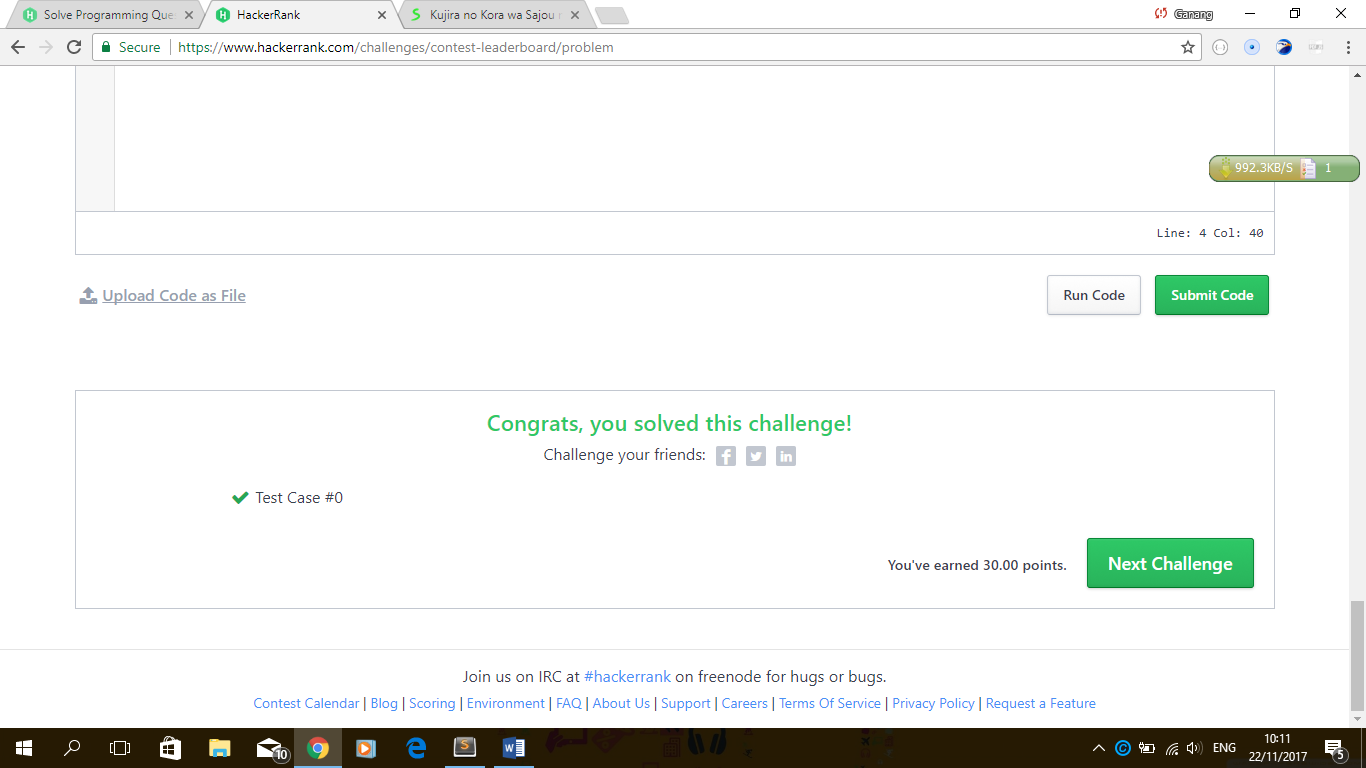 Solve Programming Que
HackerRank
Kujira no Kora wa Sajou
Ganang
Secure
https://www.hackerrank.com/challenges/contest-leaderboard/problem
992.3KB/S 1
Line: 4 Col: 40
Upload Code as File
Run Code
Submit Code
Congrats, you solved this challenge!
Challenge your friends:
Test Case #0
You've earned 30.00 points.
Next Challenge
Join us on IRC at #hackerrank on freenode for hugs or bugs.
Contest Calendar | Blog | Scoring | Environment | FAQ | About Us | Support | Careers | Terms Of Service | Privacy Policy | Request a Feature
10
ENG
10:11
22/11/2017
5